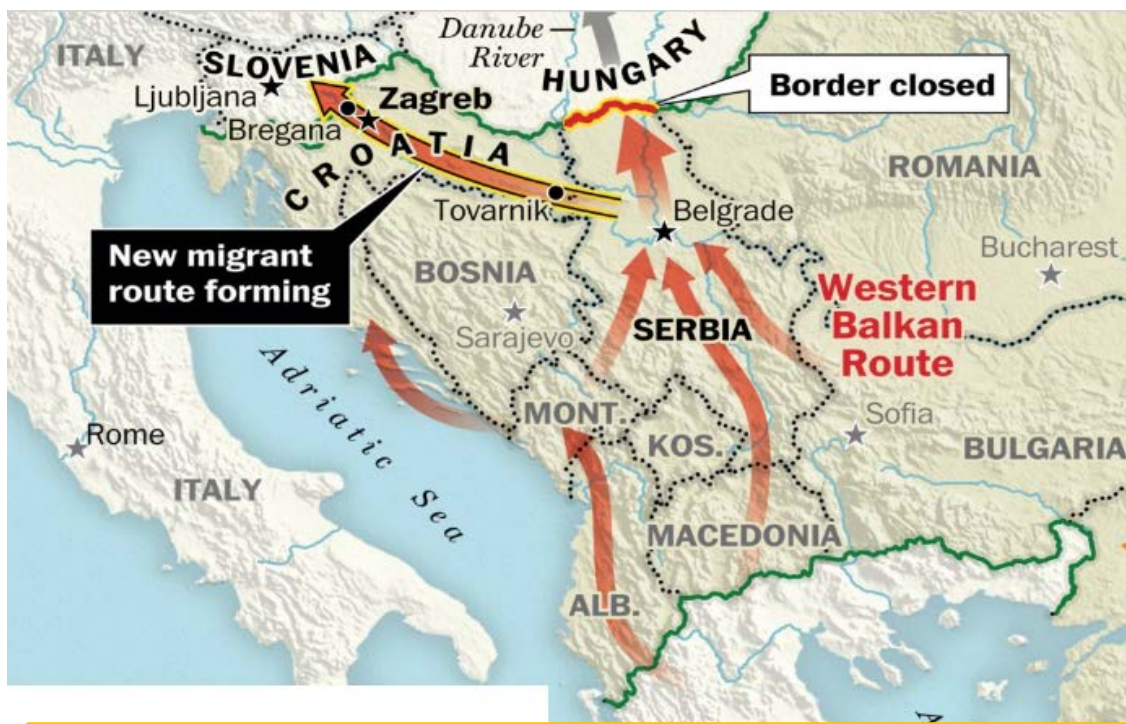 ITALY
SLOVENIA
Ljubljana
Zagreb
Bregana
CROATIA
Danube
River
HUNGARY
Border closed
ROMANIA
Tovarnik
Belgrade
Bucharest
New migrant
route forming
BOSNIA
Sarajevo
SERBIA
Western
Balkan
Route
Adriatic Sea
Rome
ITALY
MONT.
KOS.
Sofia
BULGARIA
MACEDONIA
ALB.